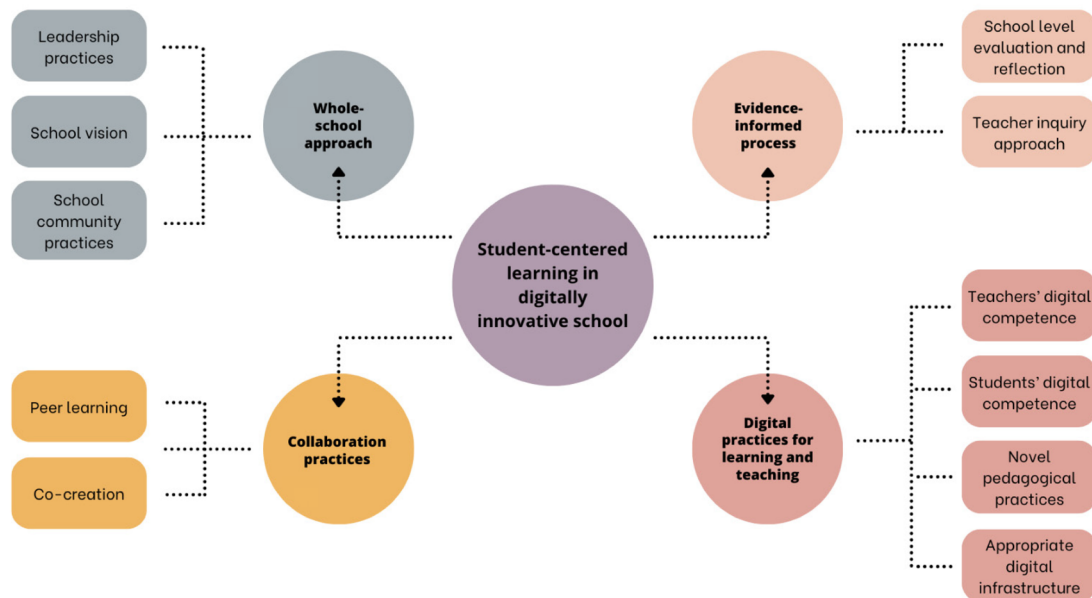 Leadership
practices
School vision
School
community
practices
Whole-
school
approach
Evidence-
informed
process
School level
evaluation and
reflection
Teacher inquiry
approach
Student-centered
learning in
digitally
innovative school
Peer learning
Co-creation
Collaboration
practices
Digital
practices for
learning and
teaching
Teachers’ digital
competence
Students’ digital
competence
Novel
pedagogical
practices
Appropriate
digital
infrastructure